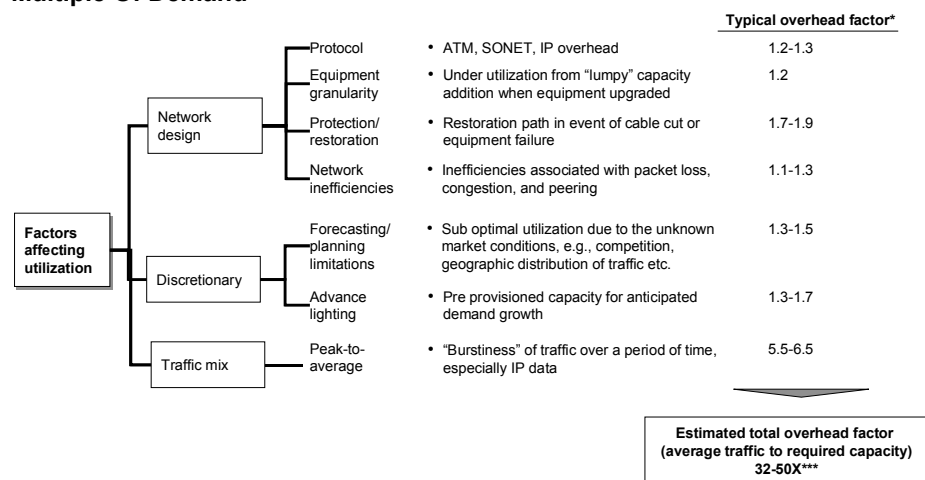 Typical overhead factor*
Protocol
• ATM, SONET, IP overhead
1.2-1.3
Equipment
granularity
• Under utilization from “lumpy” capacity
addition when equipment upgraded
1.2
Network
design
Protection/
restoration
• Restoration path in event of cable cut or
equipment failure
1.7-1.9
Network
inefficiencies
• Inefficiencies associated with packet loss,
congestion, and peering
1.1-1.3
Factors
affecting
utilization
Forecasting/
planning
limitations
• Sub optimal utilization due to the unknown
market conditions, e.g., competition,
geographic distribution of traffic etc.
1.3-1.5
Discretionary
Advance
lighting
• Pre provisioned capacity for anticipated
demand growth
1.3-1.7
Traffic mix
Peak-to-
average
• “Burstiness” of traffic over a period of time,
especially IP data
5.5-6.5
Estimated total overhead factor
(average traffic to required capacity)
32-50X***